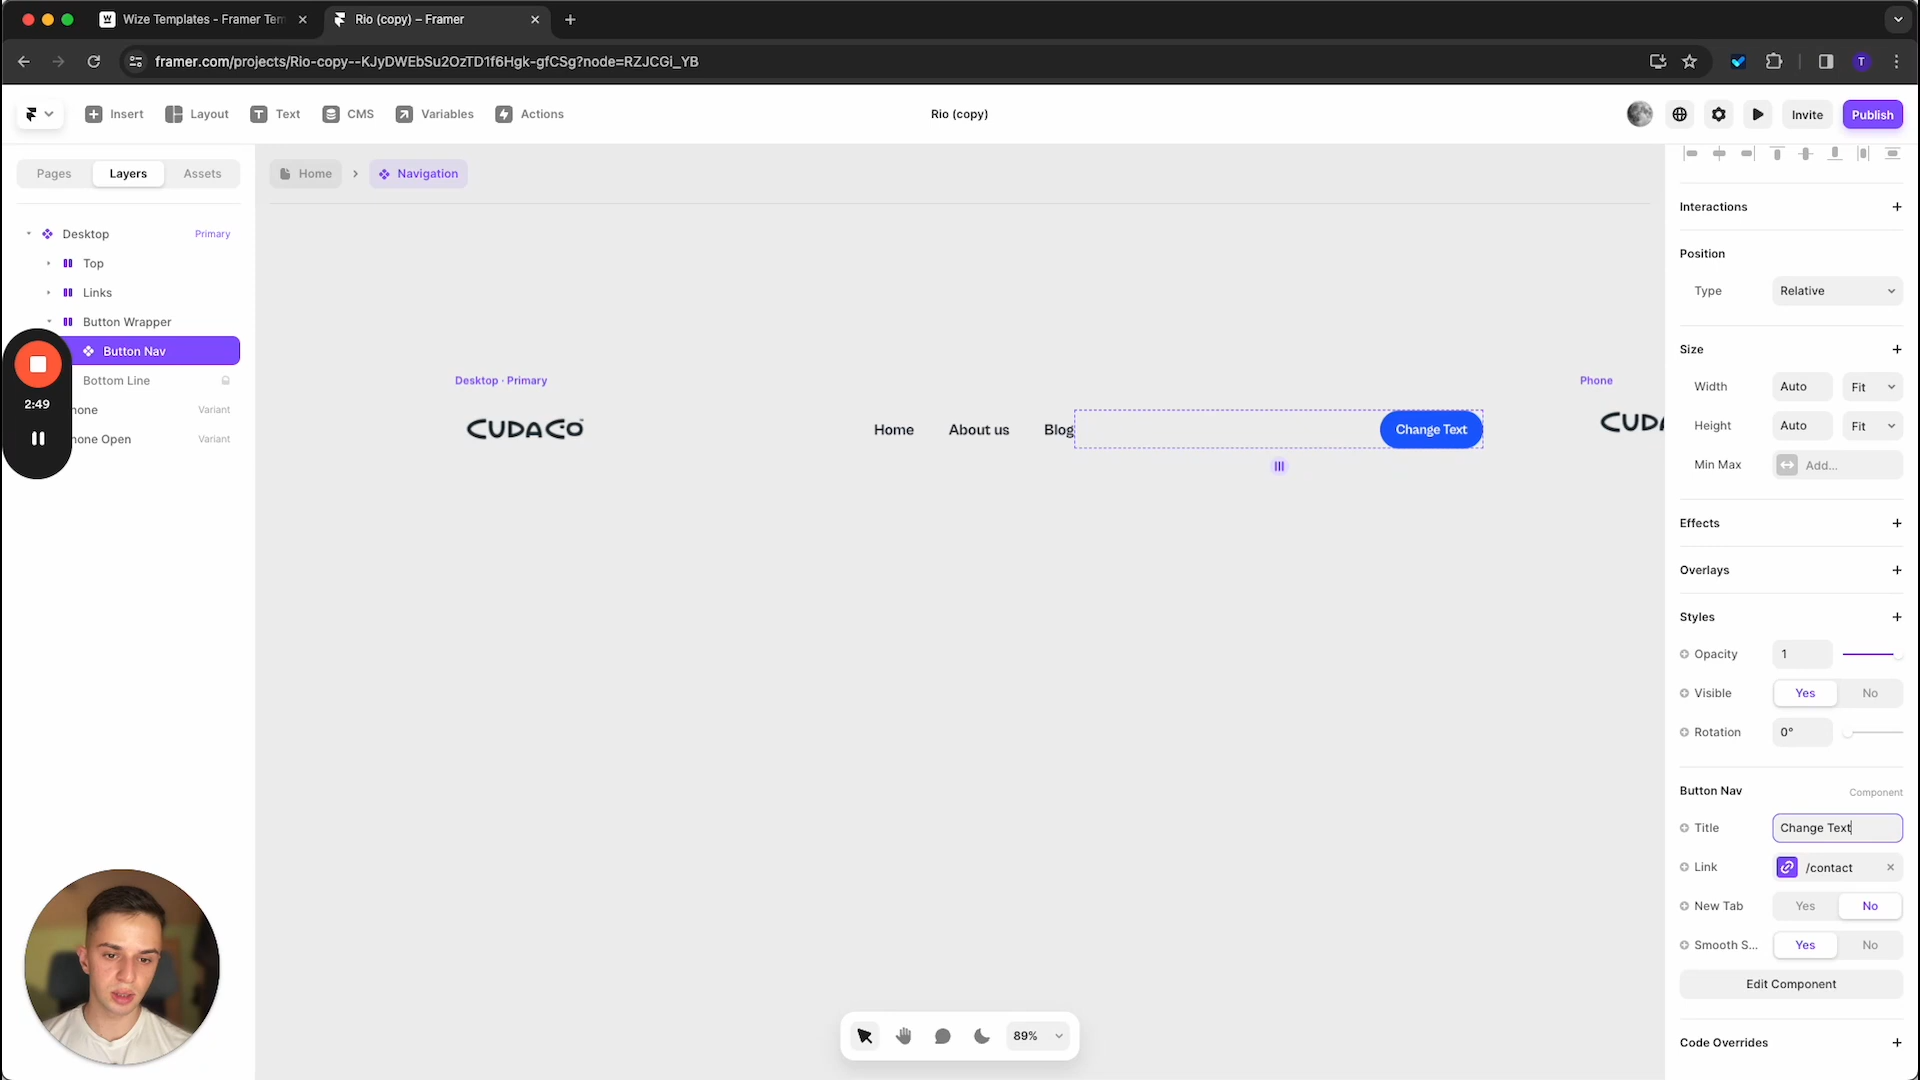 Wize Templates - Framer Tem
Rio (copy) – Framer
framer.com/projects/Rio-copy--KJyDWEbSu2OzTD1f6Hgk-gfCSg?node=RZJCGi_YB
T
Insert
Layout
Text
CMS
Variables
Actions
Rio (copy)
Invite
Publish
Pages
Layers
Assets
Home
Navigation
Desktop
Primary
Top
Links
Button Wrapper
Button Nav
Bottom Line
hone
Variant
hone Open
Variant
2:49
Desktop · Primary
Phone
CUDACO
Home
About us
Blog
Change Text
CUDA
Interactions
Position
Type
Relative
Size
Width
Auto
Fit
Height
Auto
Fit
Min Max
Add...
Effects
Overlays
Styles
Opacity
1
Visible
Yes
No
Rotation
0°
Button Nav
Component
Title
Change Text
Link
/contact
New Tab
Yes
No
Smooth S...
Yes
No
Edit Component
Code Overrides
89%